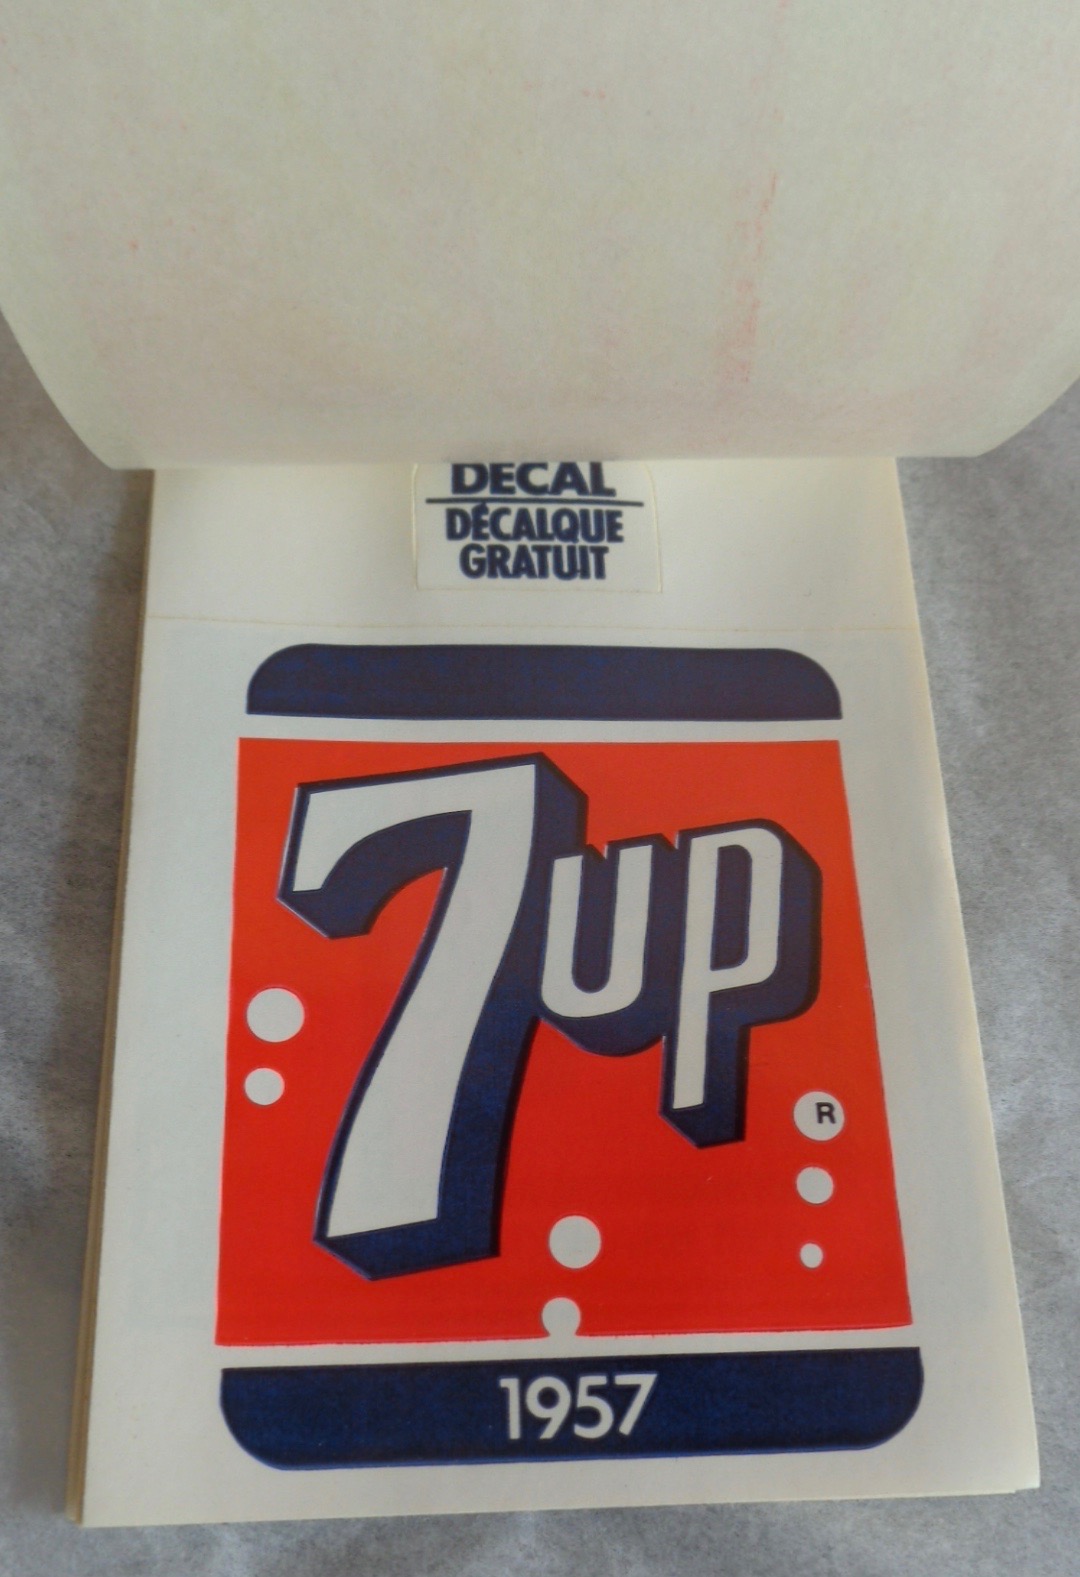 DECAL
DÉCALQUE
GRATUIT
7up
R
1957